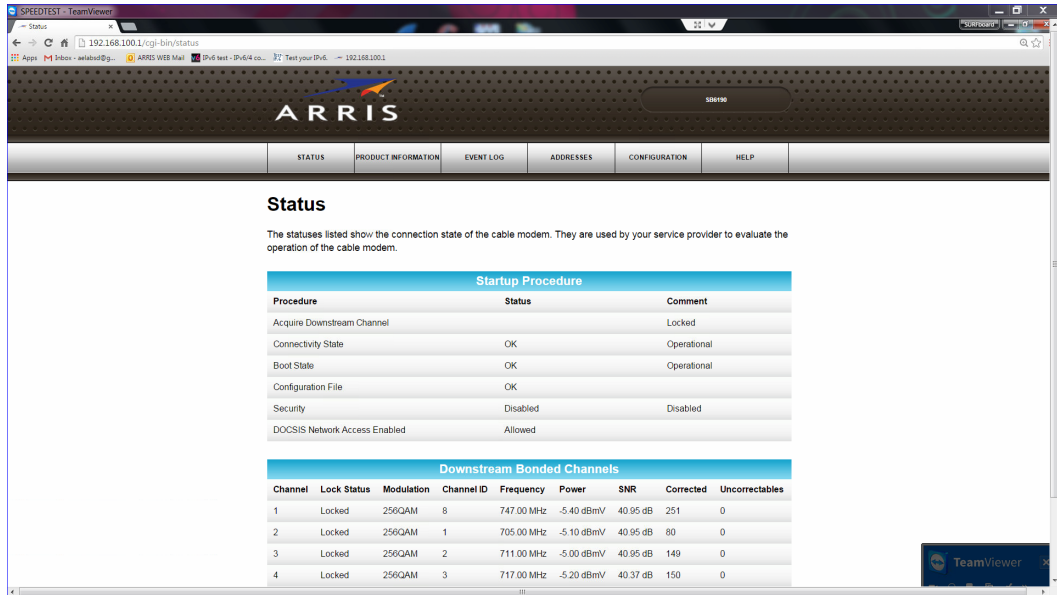 SPEEDTEST - TeamViewer
Status
SURFboard
192.168.100.1/cgi-bin/status
Apps Inbox - aelabsd@g... ARRIS WEB Mail IPv6 test - IPv6/4 co... Test your IPv6. 192.168.100.1
ARRIS
SB6190
STATUS PRODUCT INFORMATION EVENT LOG ADDRESSES CONFIGURATION HELP
Status
The statuses listed show the connection state of the cable modem. They are used by your service provider to evaluate the
operation of the cable modem.
Startup Procedure
Procedure Status Comment
Acquire Downstream Channel Locked
Connectivity State OK Operational
Boot State OK Operational
Configuration File OK
Security Disabled Disabled
DOCSIS Network Access Enabled Allowed
Downstream Bonded Channels
Channel Lock Status Modulation Channel ID Frequency Power SNR Corrected Uncorrectables
1 Locked 256QAM 8 747.00 MHz -5.40 dBmV 40.95 dB 251 0
2 Locked 256QAM 1 705.00 MHz -5.10 dBmV 40.95 dB 80 0
3 Locked 256QAM 2 711.00 MHz -5.00 dBmV 40.95 dB 149 0
4 Locked 256QAM 3 717.00 MHz -5.20 dBmV 40.37 dB 150 0
TeamViewer